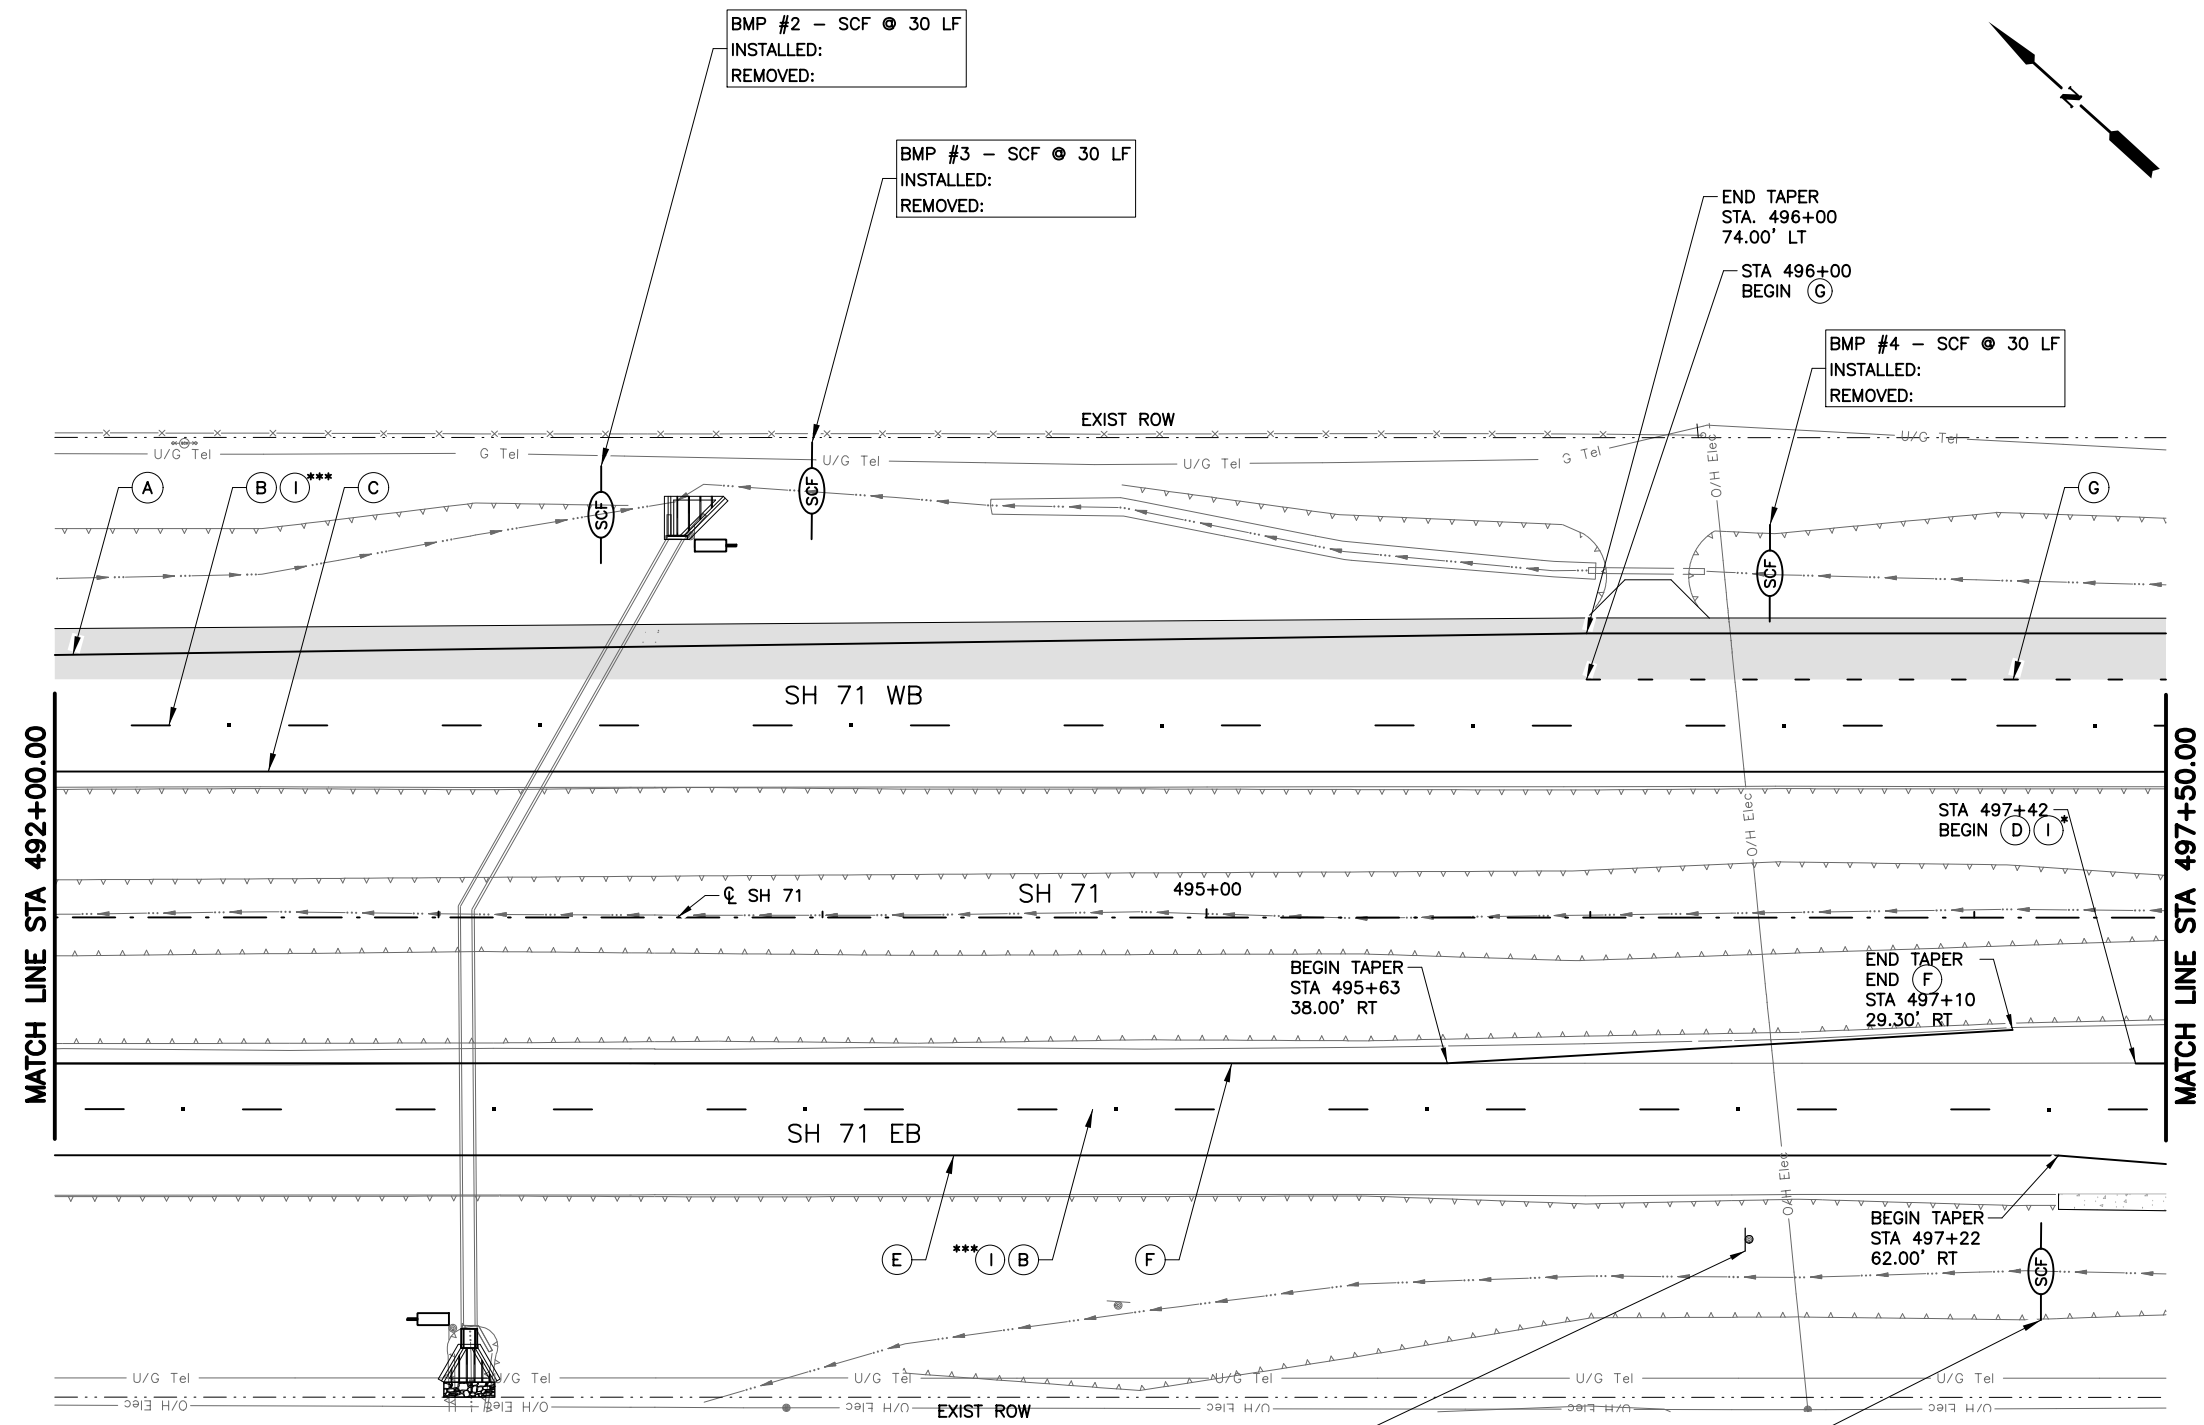 BMP #2 - SCF @ 30 LF
INSTALLED:
REMOVED:
N
BMP #3 - SCF @ 30 LF
INSTALLED:
REMOVED:
END TAPER
STA. 496+00
74.00' LT
STA 496+00
BEGIN G
BMP #4 - SCF @ 30 LF
INSTALLED:
REMOVED:
EXIST ROW
U/G Tel
G Tel
U/G Tel
U/G Tel
G Tel
O/H Elec
U/G Tel
A
B I***
C
G
SCF
SCF
SCF
SH 71 WB
O/H Elec
MATCH LINE STA 492+00.00
MATCH LINE STA 497+50.00
STA 497+42
BEGIN D I*
O/H Elec
℄ SH 71
SH 71
495+00
BEGIN TAPER
STA 495+63
38.00' RT
END TAPER
END F
STA 497+10
29.30' RT
SH 71 EB
O/H Elec
E
***I B
F
BEGIN TAPER
STA 497+22
62.00' RT
SCF
U/G Tel
U/G Tel
U/G Tel
U/G Tel
U/G Tel
U/G Tel
O/H Elec
O/H Elec
O/H Elec
EXIST ROW
O/H Elec
O/H Elec
O/H Elec